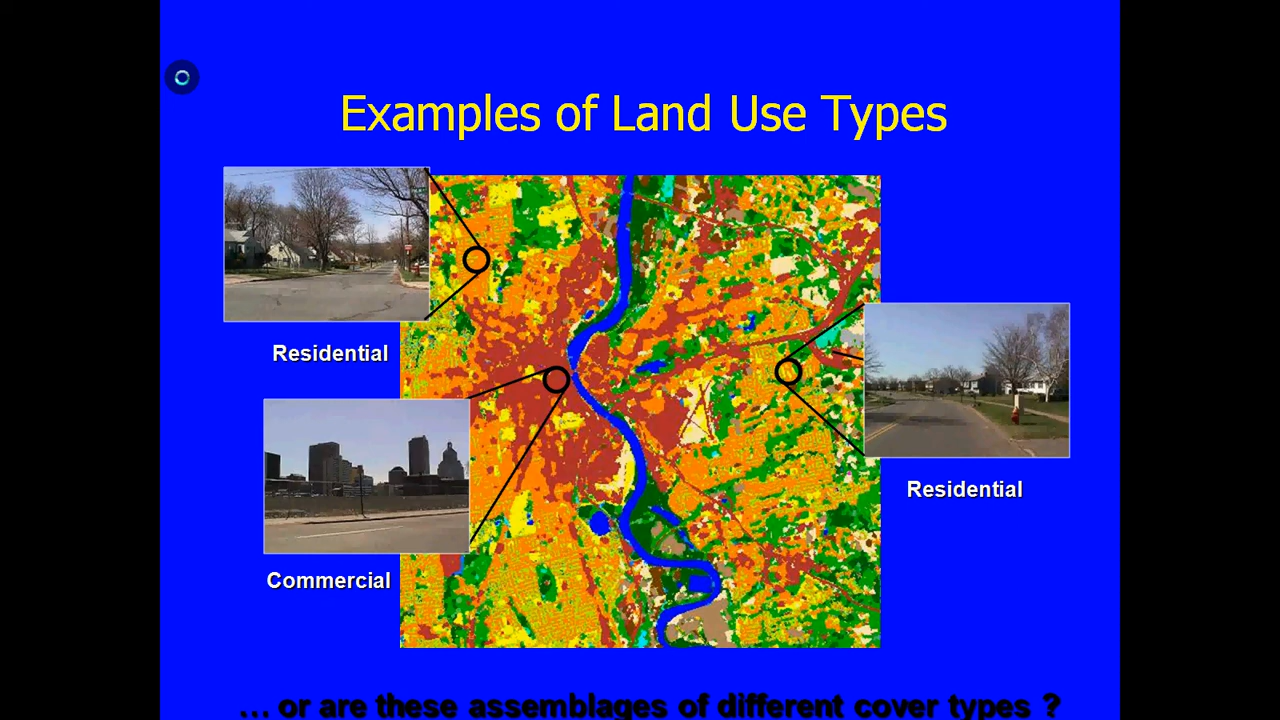 Examples of Land Use Types
Residential
Commercial
Residential
… or are these assemblages of different cover types ?